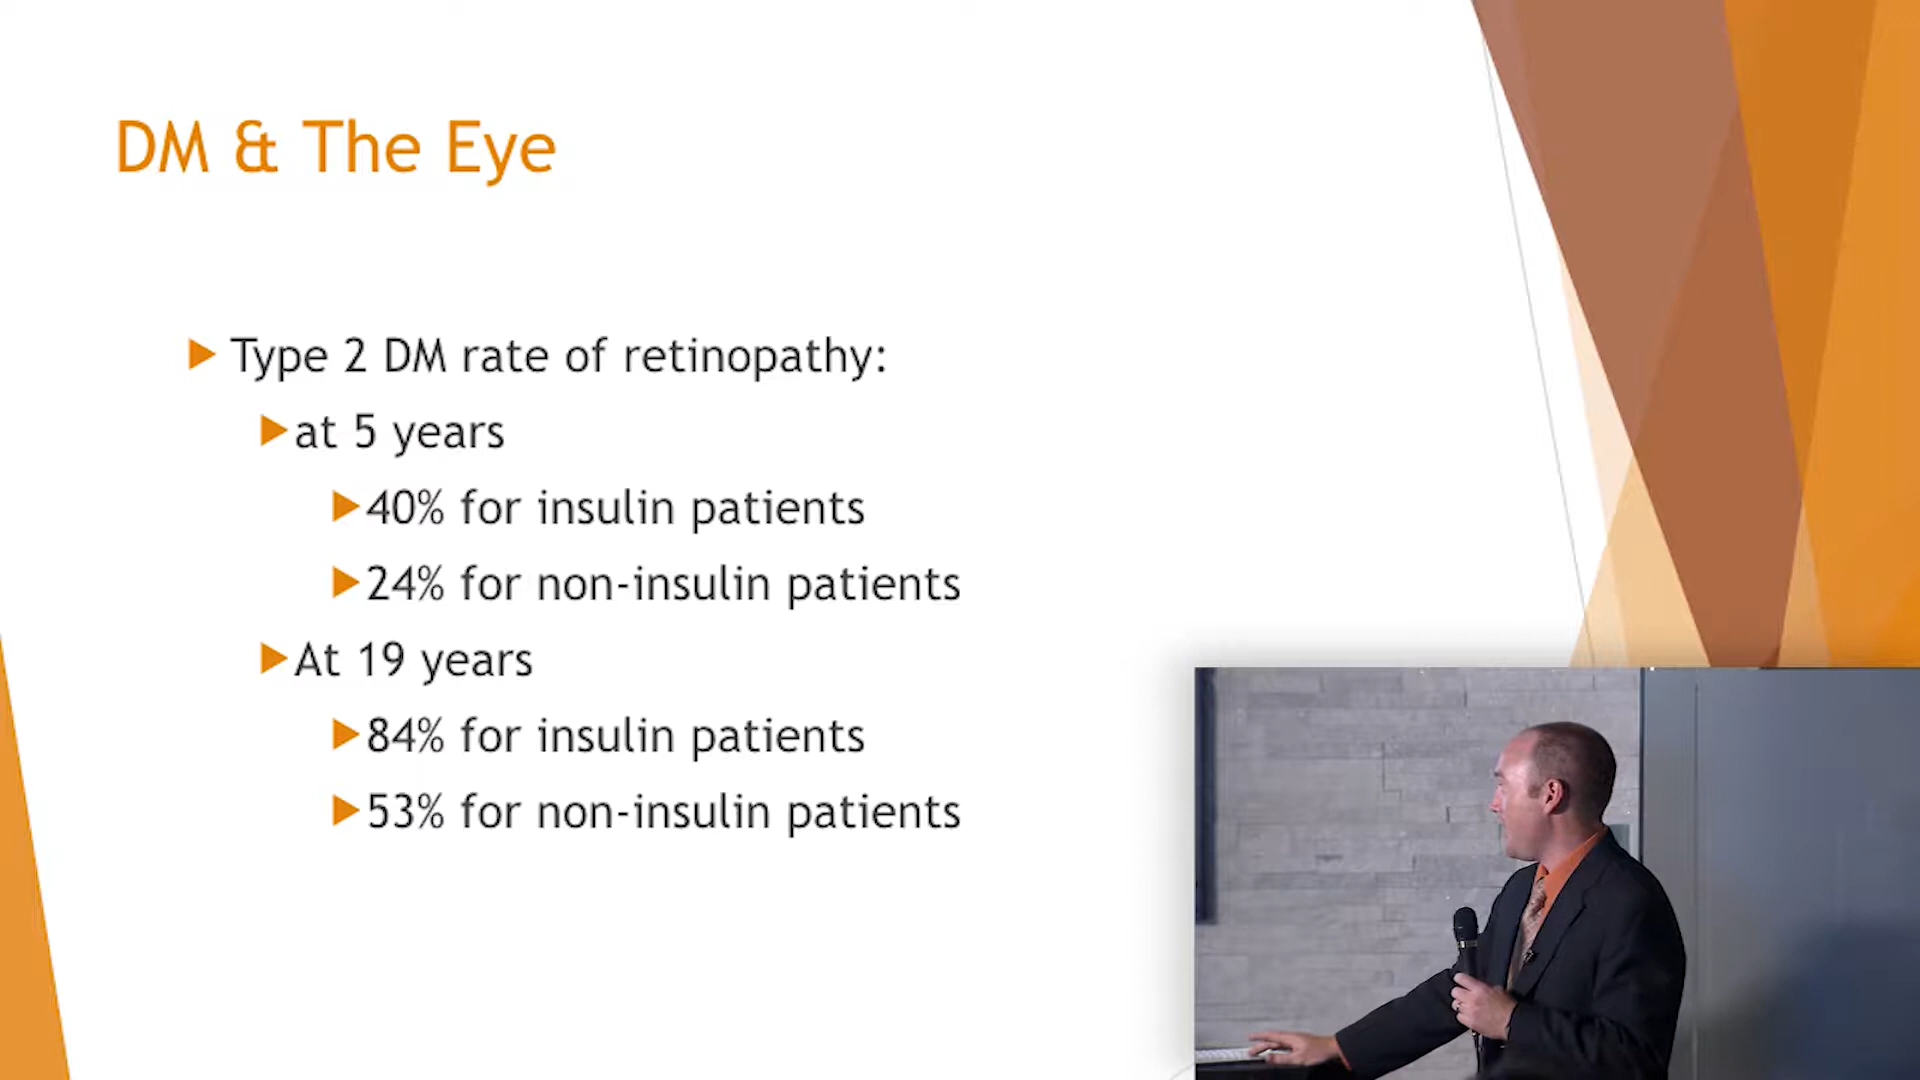 DM & The Eye
Type 2 DM rate of retinopathy:
at 5 years
40% for insulin patients
24% for non-insulin patients
At 19 years
84% for insulin patients
53% for non-insulin patients